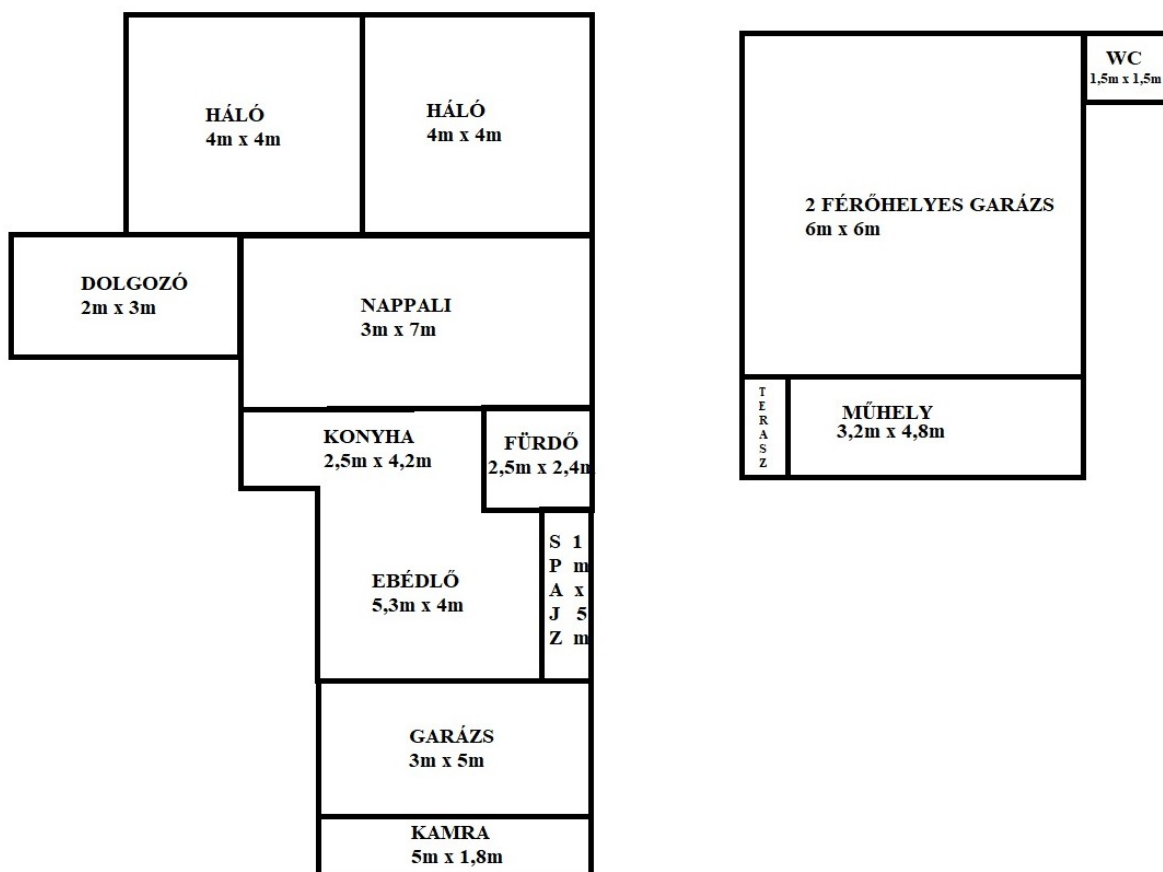 HÁLÓ
4m x 4m
HÁLÓ
4m x 4m
DOLGOZÓ
2m x 3m
NAPPALI
3m x 7m
KONYHA
2,5m x 4,2m
FÜRDŐ
2,5m x 2,4m
EBÉDLŐ
5,3m x 4m
S 1
P m
A x
J 5
Z m
GARÁZS
3m x 5m
KAMRA
5m x 1,8m
WC
1,5m x 1,5m
2 FÉRŐHELYES GARÁZS
6m x 6m
T
E
R
A
S
Z
MŰHELY
3,2m x 4,8m